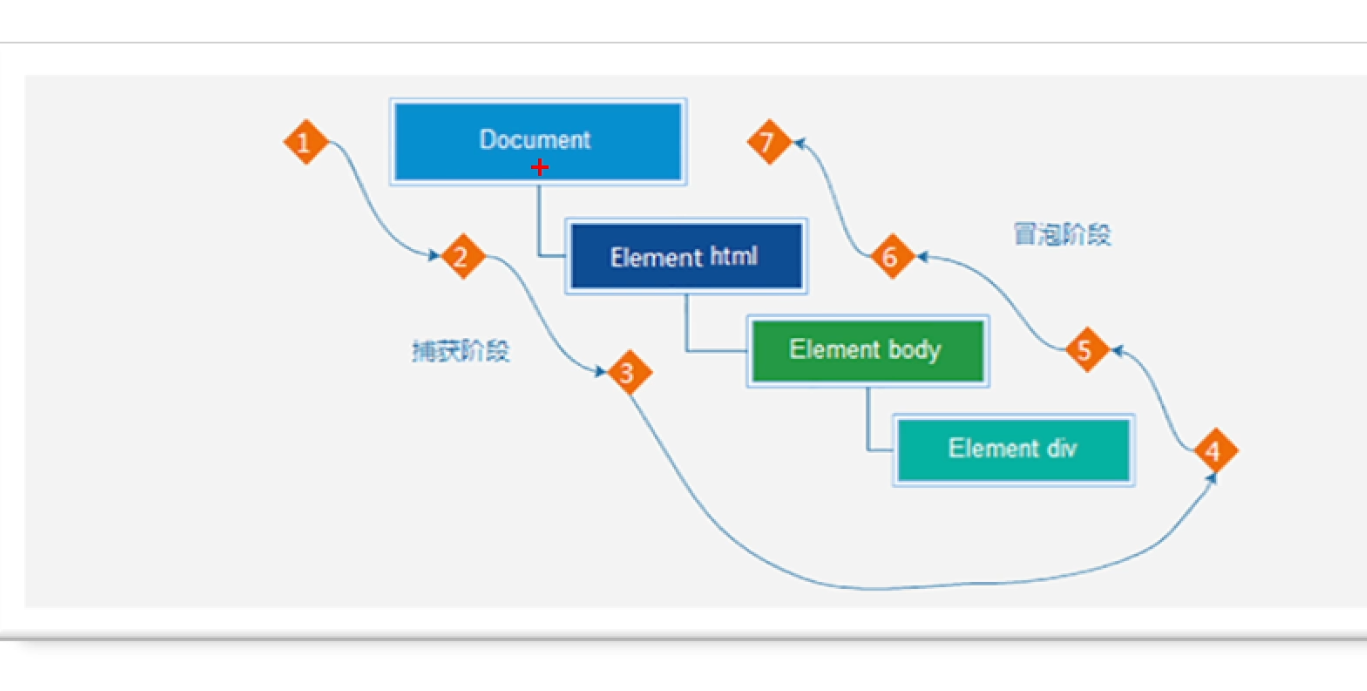 Document
1
7
2
Element html
6
冒泡阶段
捕获阶段
3
Element body
5
Element div
4